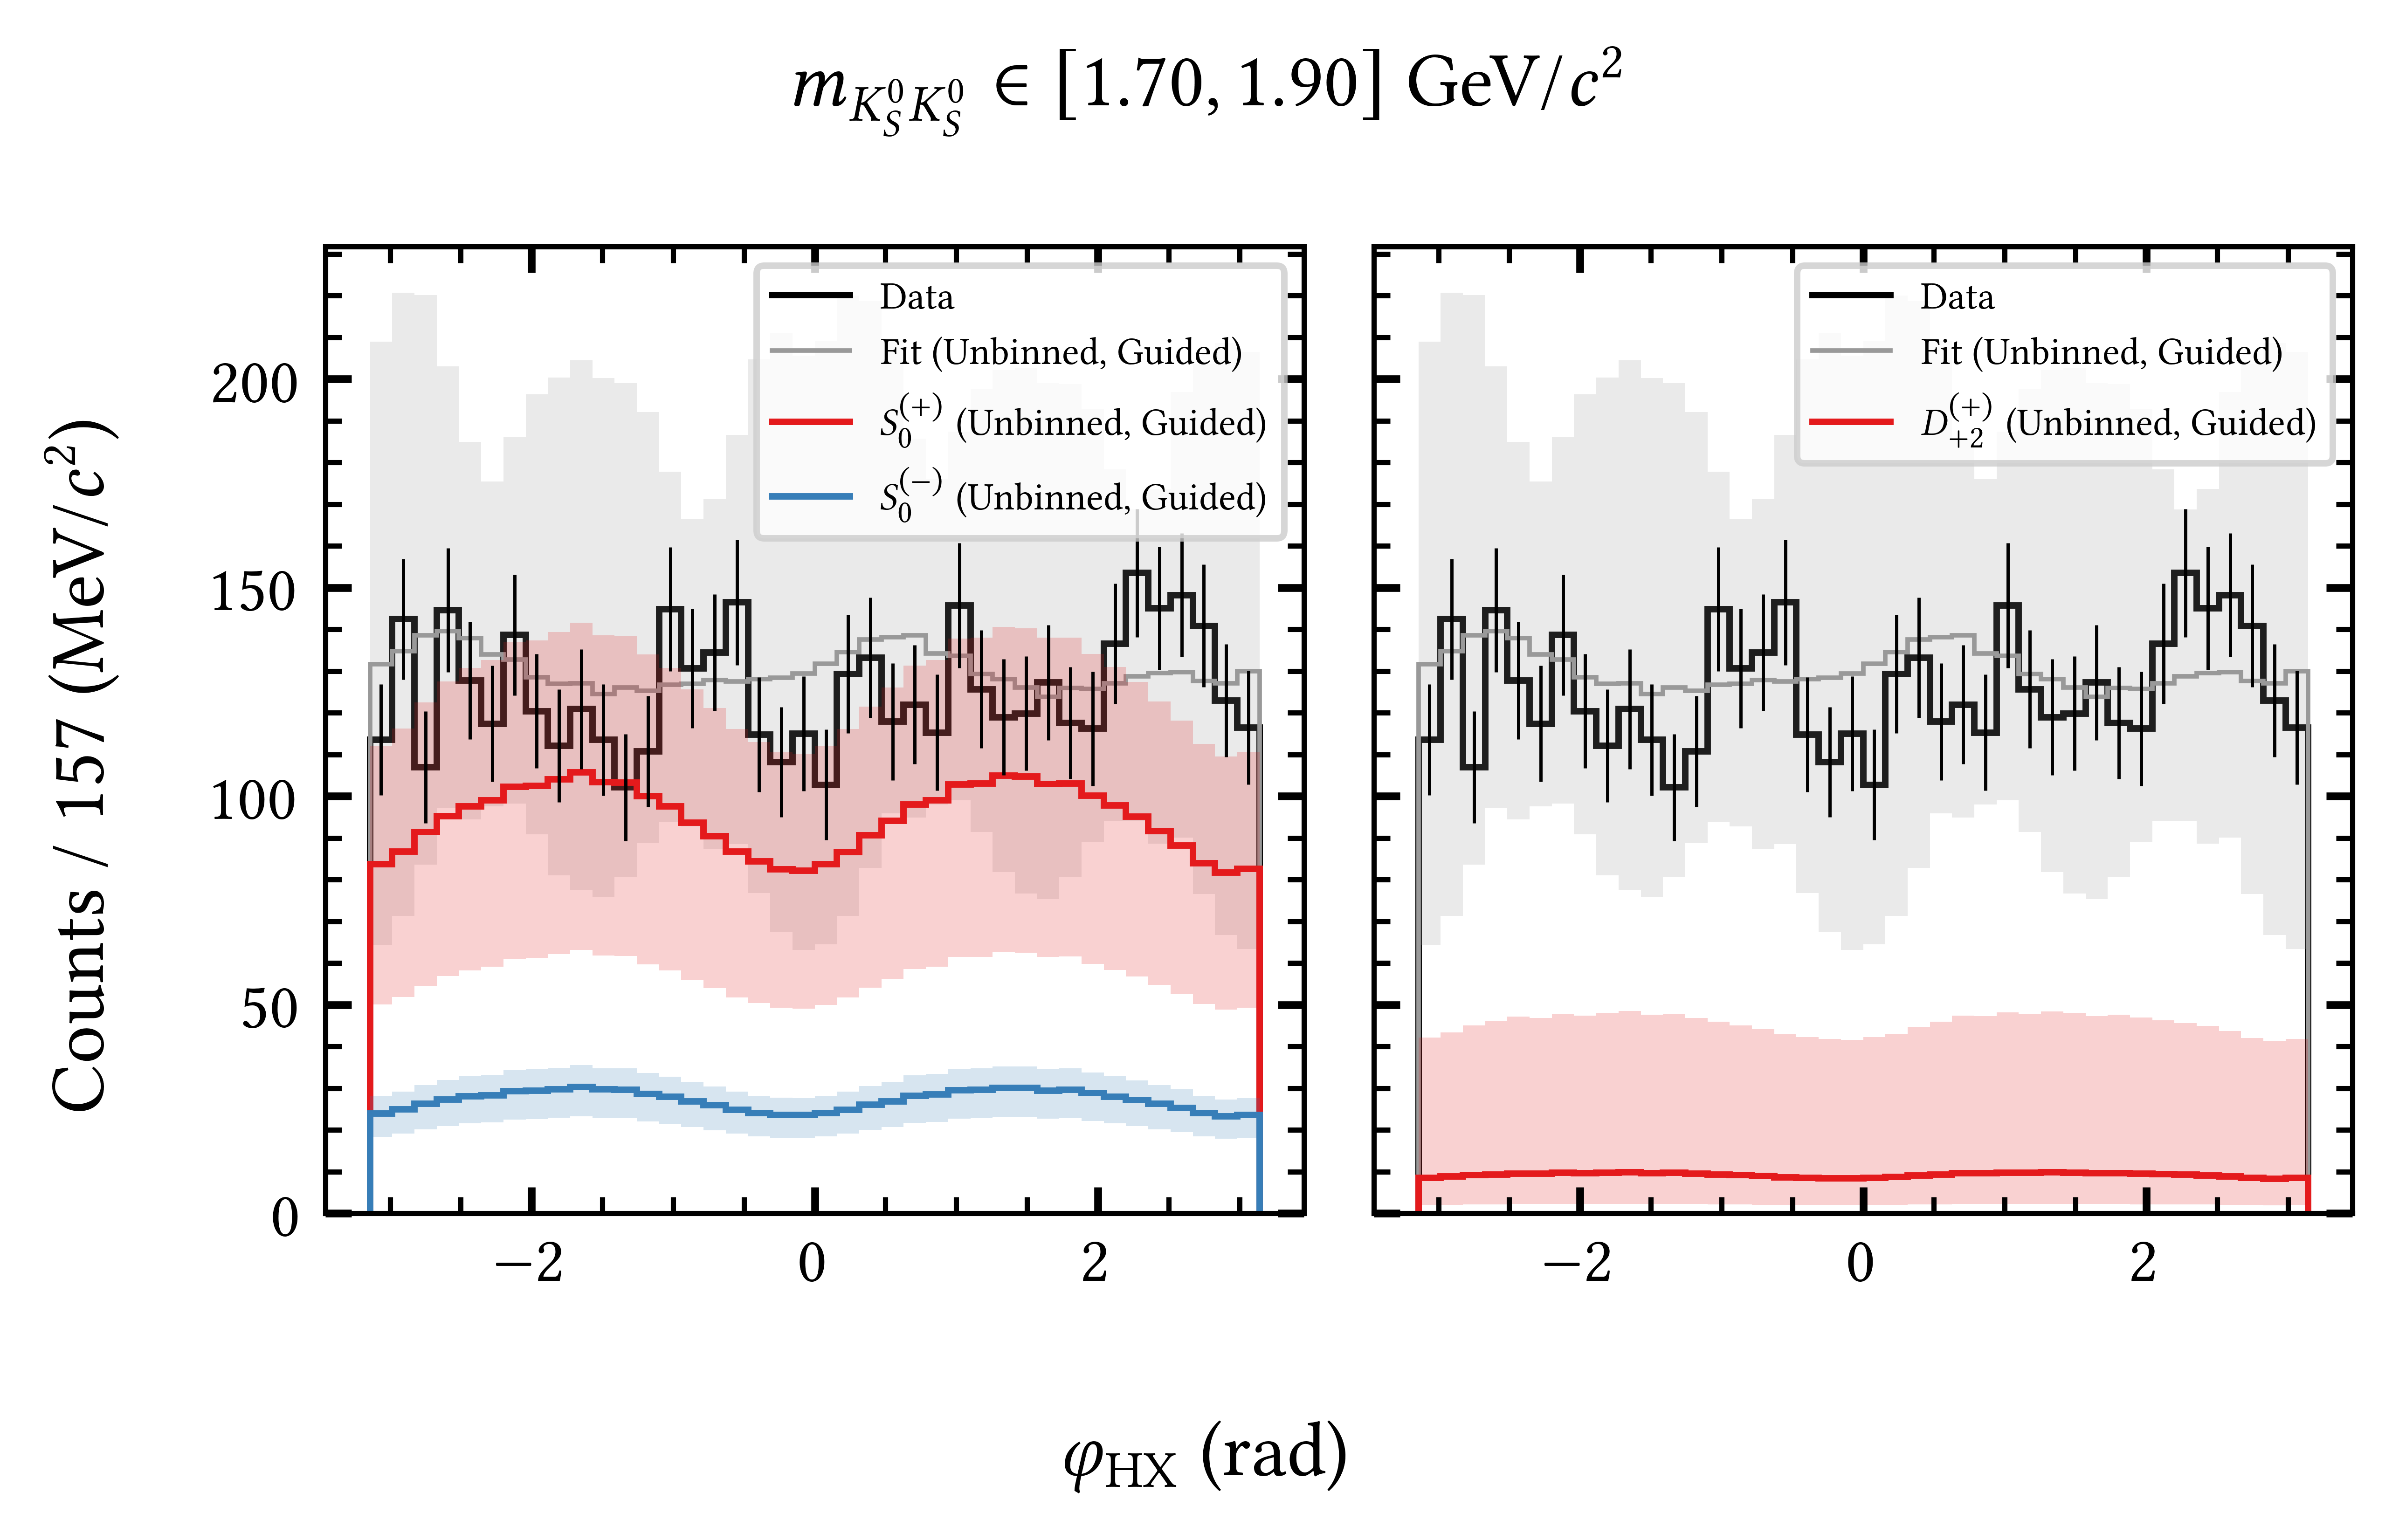 m_{K_S^0 K_S^0} ∈ [1.70, 1.90] GeV/c²
Counts / 157 (MeV/c²)
200
150
100
50
0
Data
Fit (Unbinned, Guided)
S_0^{(+)} (Unbinned, Guided)
S_0^{(−)} (Unbinned, Guided)
−2 0 2
Data
Fit (Unbinned, Guided)
D_{+2}^{(+)} (Unbinned, Guided)
−2 0 2
φ_{HX} (rad)